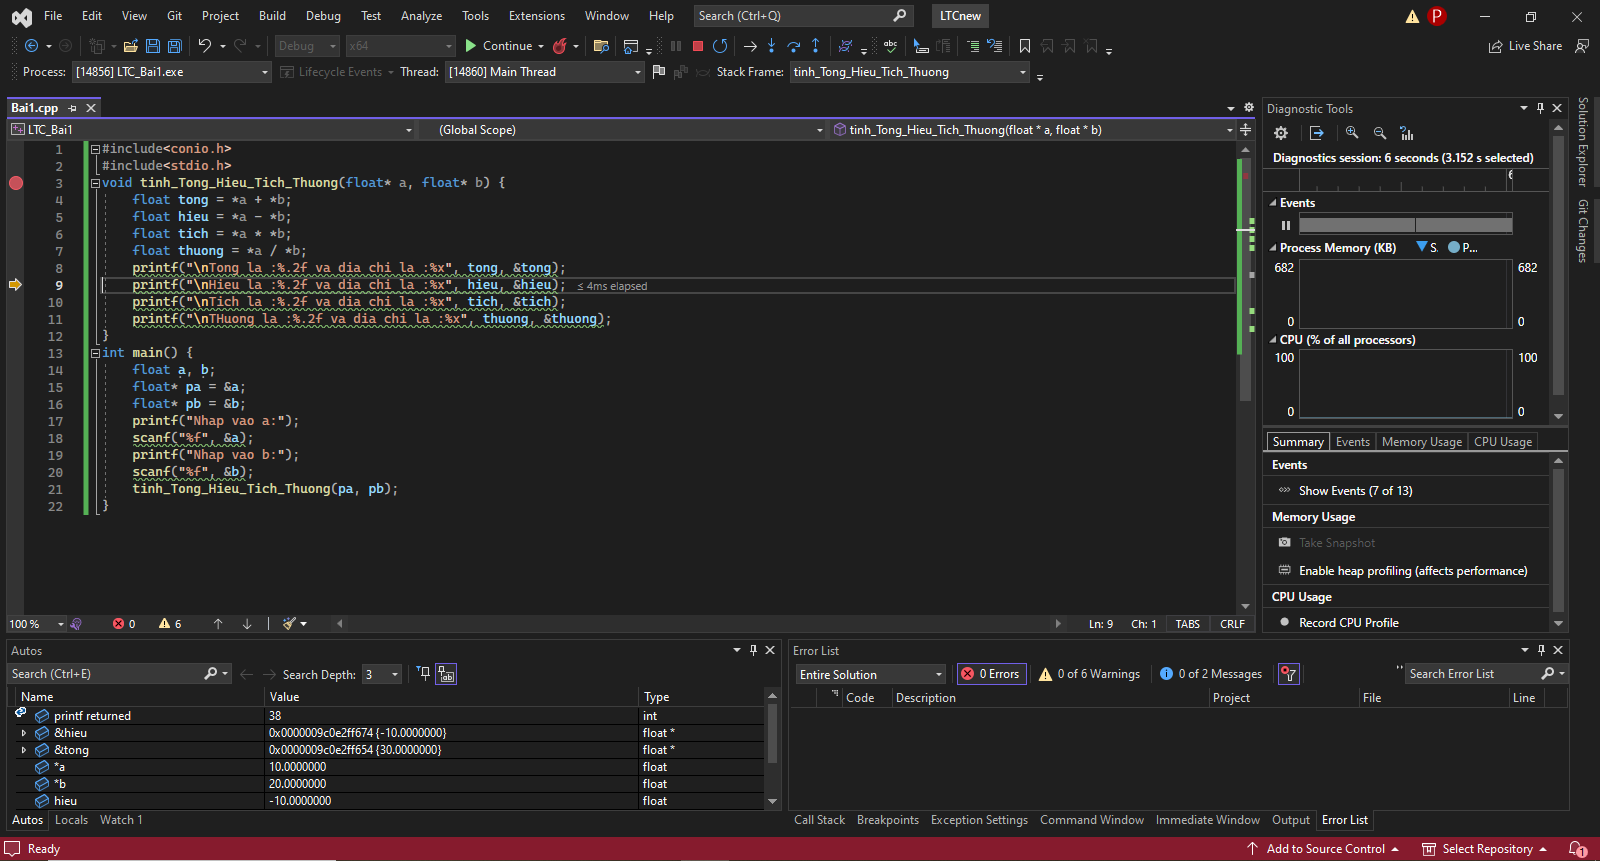 File Edit View Git Project Build Debug Test Analyze Tools Extensions Window Help Search (Ctrl+Q) LTCnew P
Debug x64 Continue abc Live Share
Process: [14856] LTC_Bai1.exe Lifecycle Events Thread: [14860] Main Thread Stack Frame: tinh_Tong_Hieu_Tich_Thuong
Bai1.cpp
LTC_Bai1 (Global Scope) tinh_Tong_Hieu_Tich_Thuong(float * a, float * b)
1 #include<conio.h>
2 #include<stdio.h>
3 void tinh_Tong_Hieu_Tich_Thuong(float* a, float* b) {
4 float tong = *a + *b;
5 float hieu = *a - *b;
6 float tich = *a * *b;
7 float thuong = *a / *b;
8 printf("\nTong la :%.2f va dia chi la :%x", tong, &tong);
9 printf("\nHieu la :%.2f va dia chi la :%x", hieu, &hieu); ≤ 4ms elapsed
10 printf("\nTich la :%.2f va dia chi la :%x", tich, &tich);
11 printf("\nTHuong la :%.2f va dia chi la :%x", thuong, &thuong);
12 }
13 int main() {
14 float a, b;
15 float* pa = &a;
16 float* pb = &b;
17 printf("Nhap vao a:");
18 scanf("%f", &a);
19 printf("Nhap vao b:");
20 scanf("%f", &b);
21 tinh_Tong_Hieu_Tich_Thuong(pa, pb);
22 }
100 % 0 6 Ln: 9 Ch: 1 TABS CRLF
Diagnostic Tools
Diagnostics session: 6 seconds (3.152 s selected)
6
Events
Process Memory (KB) S. P...
682 682
0 0
CPU (% of all processors)
100 100
0 0
Summary Events Memory Usage CPU Usage
Events
Show Events (7 of 13)
Memory Usage
Take Snapshot
Enable heap profiling (affects performance)
CPU Usage
Record CPU Profile
Solution Explorer
Git Changes
Autos
Search (Ctrl+E) Search Depth: 3
Name Value Type
printf returned 38 int
&hieu 0x0000009c0e2ff674 {-10.0000000} float *
&tong 0x0000009c0e2ff654 {30.0000000} float *
*a 10.0000000 float
*b 20.0000000 float
hieu -10.0000000 float
Autos Locals Watch 1
Error List
Entire Solution 0 Errors 0 of 6 Warnings 0 of 2 Messages Search Error List
Code Description Project File Line
Call Stack Breakpoints Exception Settings Command Window Immediate Window Output Error List
Ready Add to Source Control Select Repository 1